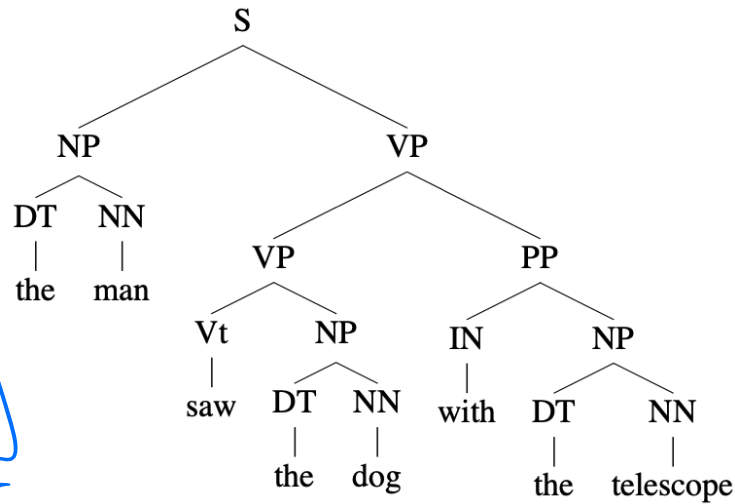 S
NP VP
DT NN VP PP
the man Vt NP IN NP
saw DT NN with DT NN
the dog the telescope